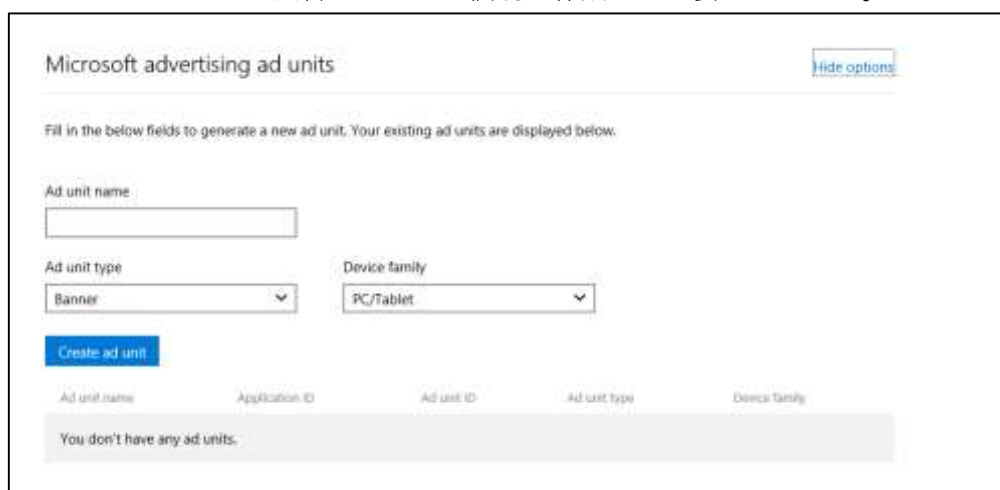 Microsoft advertising ad units
Hide options
Fill in the below fields to generate a new ad unit. Your existing ad units are displayed below.
Ad unit name
Ad unit type Device family
Banner PC/Tablet
Create ad unit
Ad unit name Application ID Ad unit ID Ad unit type Device family
You don't have any ad units.